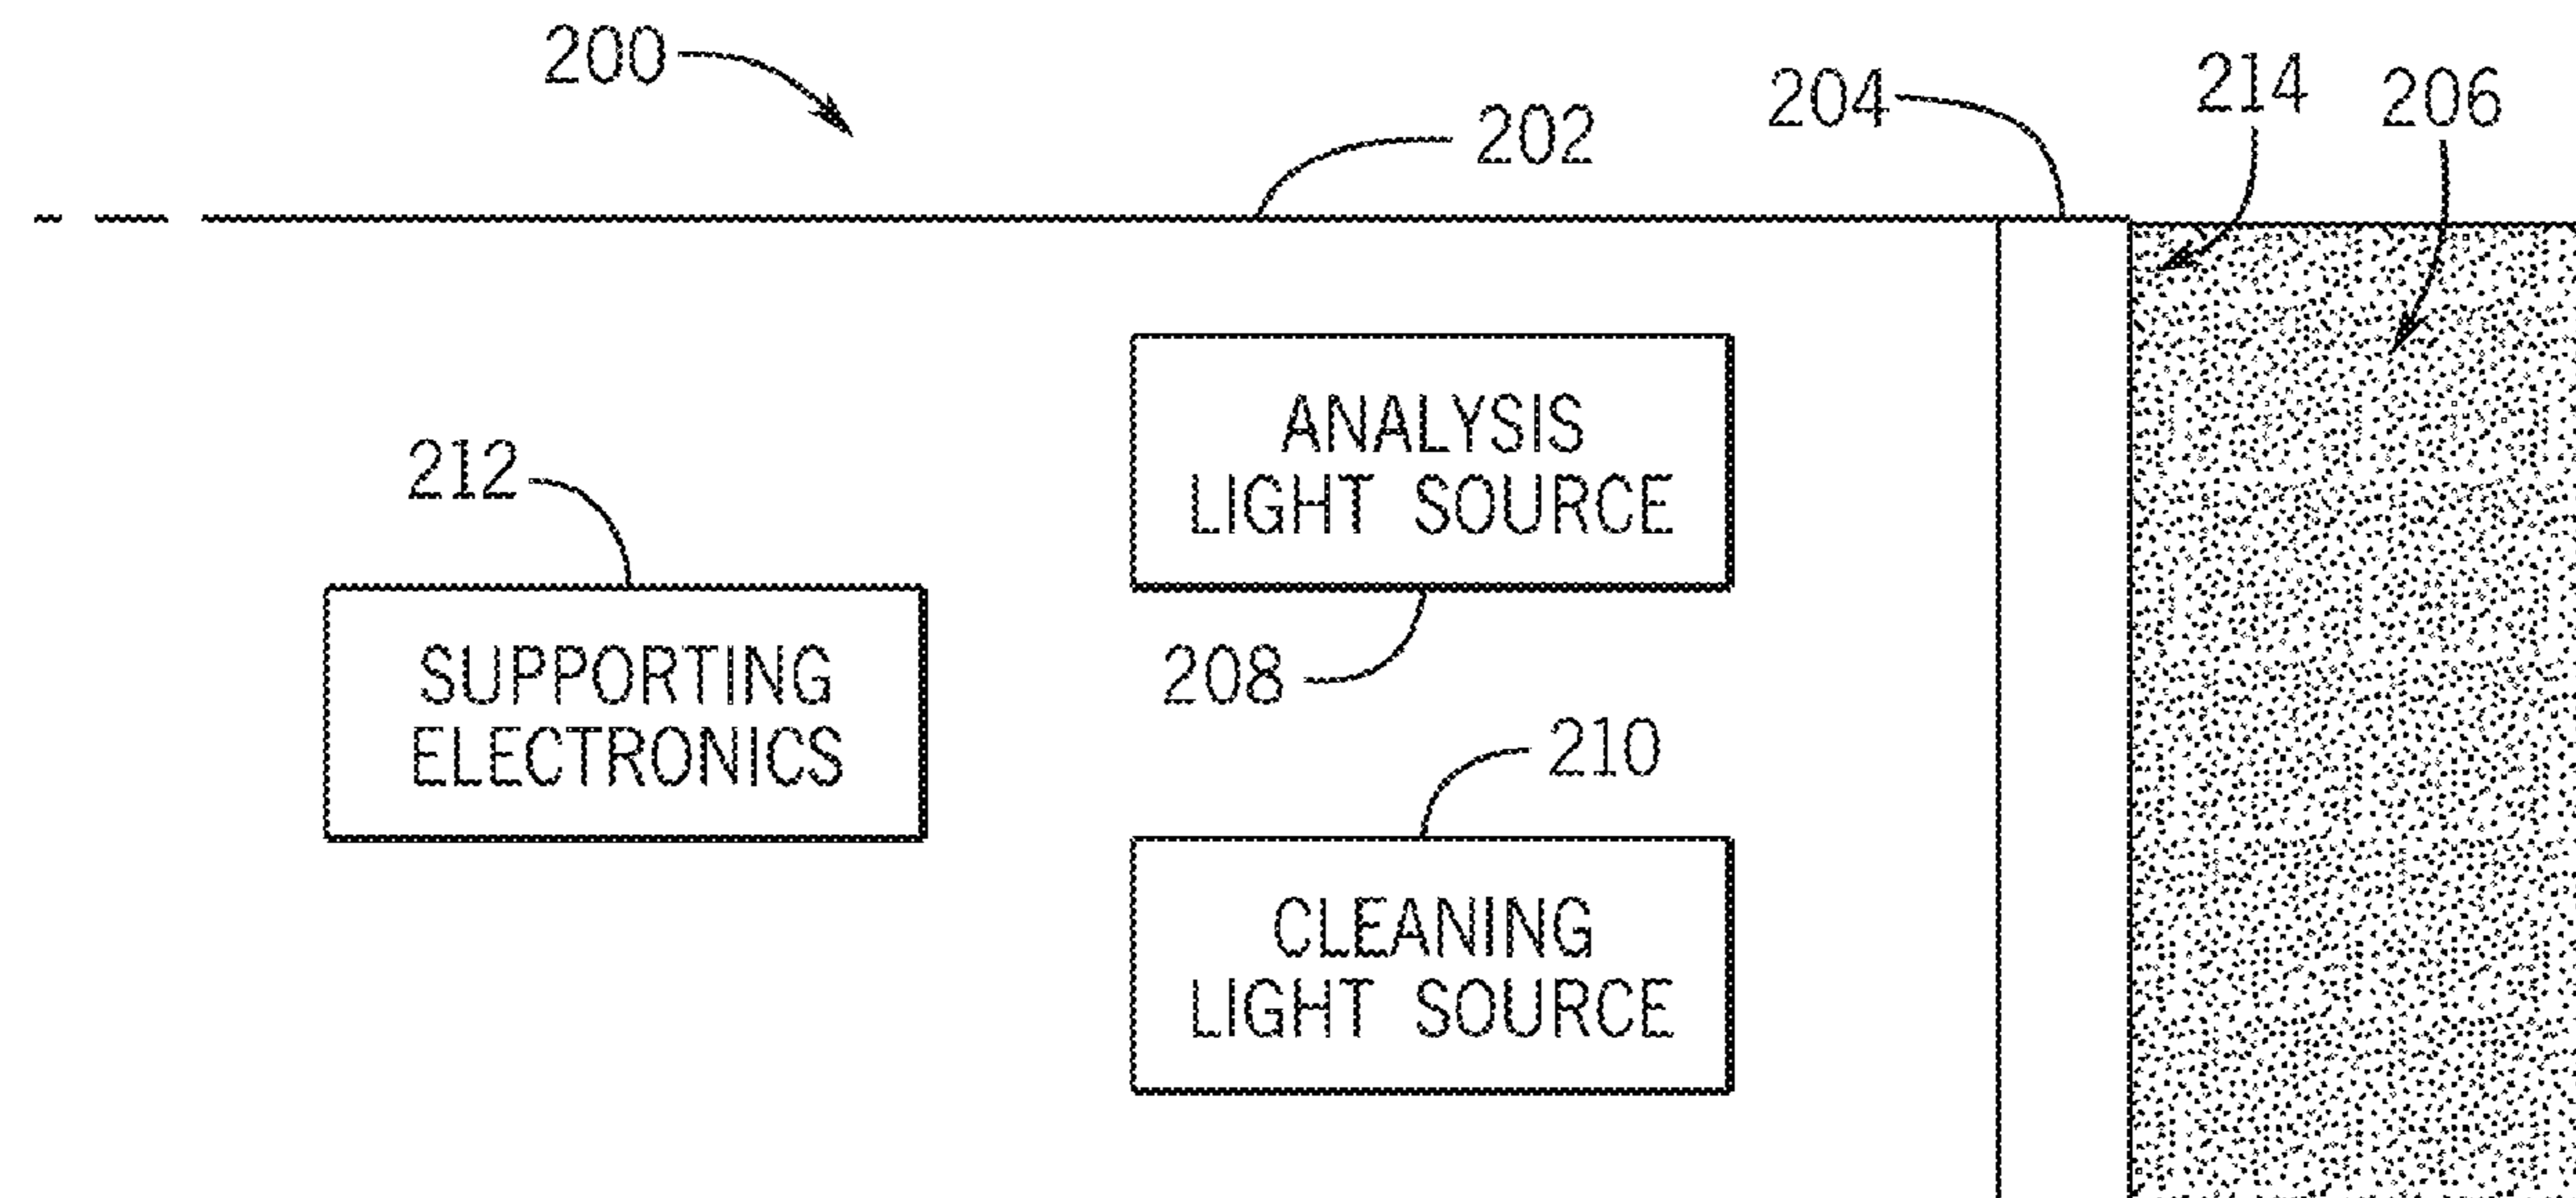 200
202
204
214
206
ANALYSIS
LIGHT SOURCE
212
208
SUPPORTING
ELECTRONICS
210
CLEANING
LIGHT SOURCE